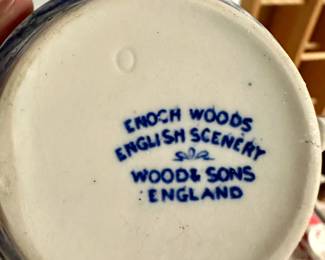 ENOCH WOODS
ENGLISH SCENERY
WOOD & SONS
ENGLAND